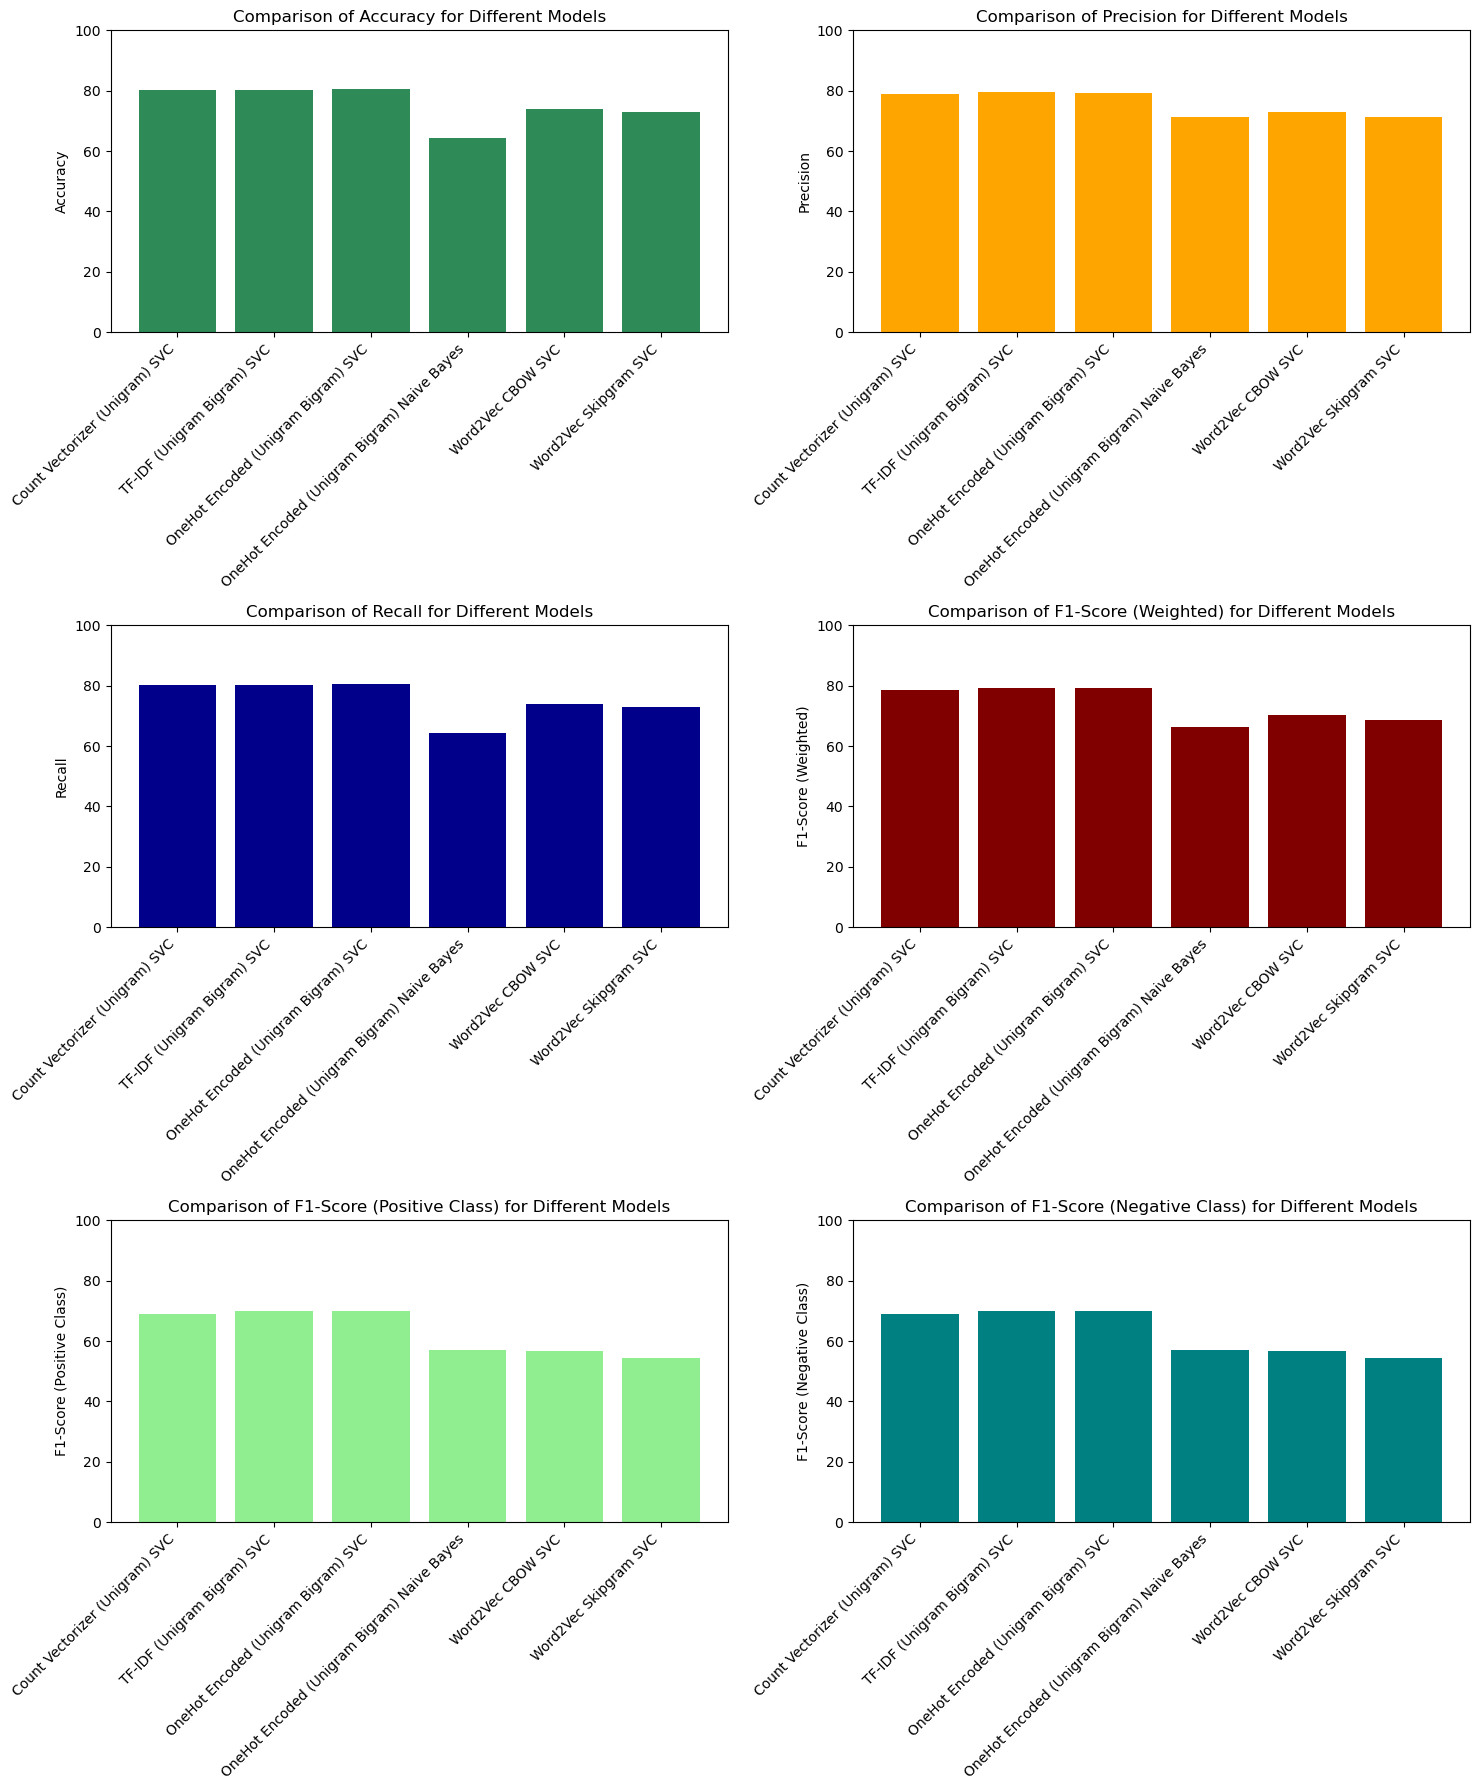 Comparison of Accuracy for Different Models
100
80
60
40
20
0
Accuracy
Count Vectorizer (Unigram) SVC
TF-IDF (Unigram Bigram) SVC
OneHot Encoded (Unigram Bigram) SVC
OneHot Encoded (Unigram Bigram) Naive Bayes
Word2Vec CBOW SVC
Word2Vec Skipgram SVC
Comparison of Precision for Different Models
100
80
60
40
20
0
Precision
Count Vectorizer (Unigram) SVC
TF-IDF (Unigram Bigram) SVC
OneHot Encoded (Unigram Bigram) SVC
OneHot Encoded (Unigram Bigram) Naive Bayes
Word2Vec CBOW SVC
Word2Vec Skipgram SVC
Comparison of Recall for Different Models
100
80
60
40
20
0
Recall
Count Vectorizer (Unigram) SVC
TF-IDF (Unigram Bigram) SVC
OneHot Encoded (Unigram Bigram) SVC
OneHot Encoded (Unigram Bigram) Naive Bayes
Word2Vec CBOW SVC
Word2Vec Skipgram SVC
Comparison of F1-Score (Weighted) for Different Models
100
80
60
40
20
0
F1-Score (Weighted)
Count Vectorizer (Unigram) SVC
TF-IDF (Unigram Bigram) SVC
OneHot Encoded (Unigram Bigram) SVC
OneHot Encoded (Unigram Bigram) Naive Bayes
Word2Vec CBOW SVC
Word2Vec Skipgram SVC
Comparison of F1-Score (Positive Class) for Different Models
100
80
60
40
20
0
F1-Score (Positive Class)
Count Vectorizer (Unigram) SVC
TF-IDF (Unigram Bigram) SVC
OneHot Encoded (Unigram Bigram) SVC
OneHot Encoded (Unigram Bigram) Naive Bayes
Word2Vec CBOW SVC
Word2Vec Skipgram SVC
Comparison of F1-Score (Negative Class) for Different Models
100
80
60
40
20
0
F1-Score (Negative Class)
Count Vectorizer (Unigram) SVC
TF-IDF (Unigram Bigram) SVC
OneHot Encoded (Unigram Bigram) SVC
OneHot Encoded (Unigram Bigram) Naive Bayes
Word2Vec CBOW SVC
Word2Vec Skipgram SVC